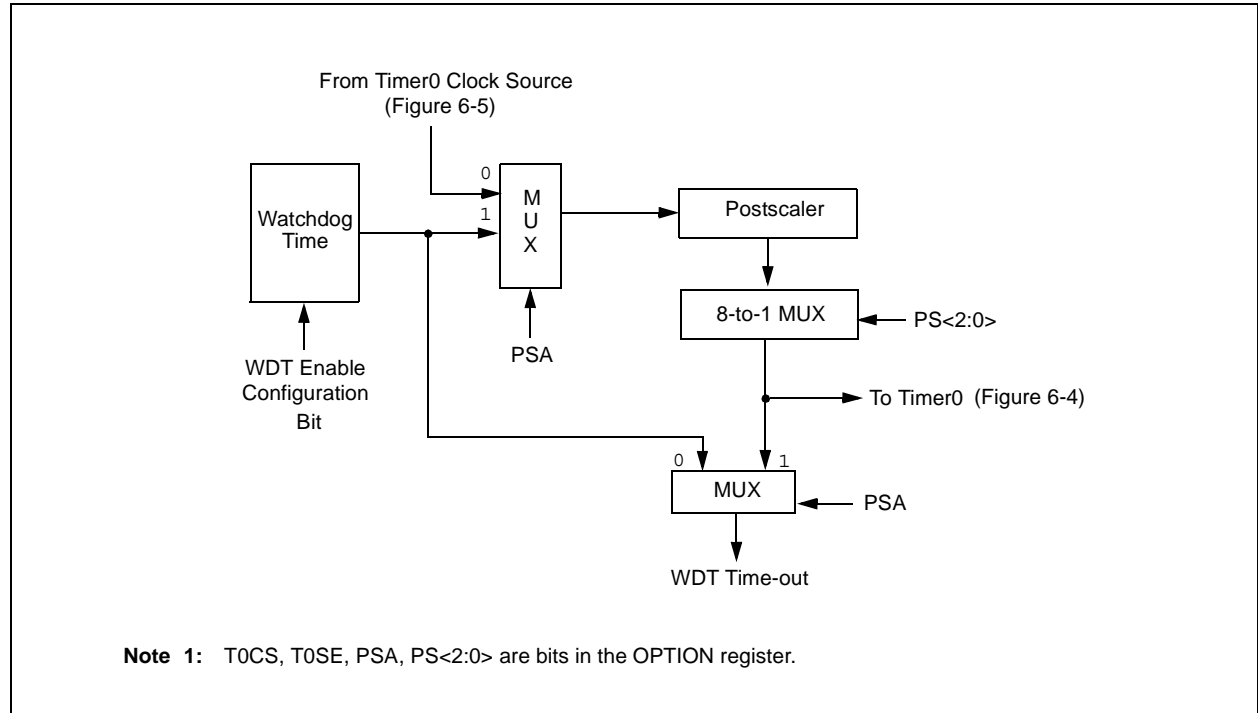 From Timer0 Clock Source
(Figure 6-5)
0
1
M
U
X
Watchdog
Time
Postscaler
8-to-1 MUX
PS<2:0>
PSA
WDT Enable
Configuration
Bit
To Timer0 (Figure 6-4)
0
1
MUX
PSA
WDT Time-out
Note 1: T0CS, T0SE, PSA, PS<2:0> are bits in the OPTION register.